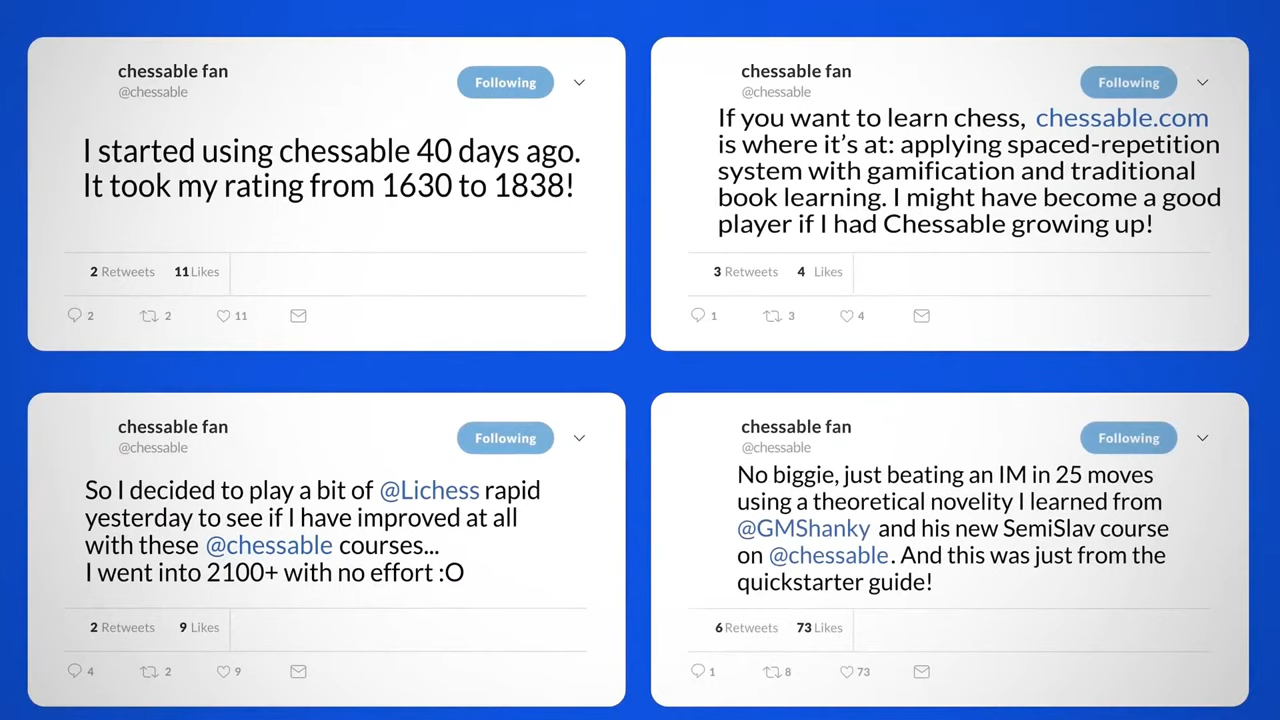 chessable fan
@chessable
Following
I started using chessable 40 days ago.
It took my rating from 1630 to 1838!
2 Retweets 11 Likes
2 2 11
chessable fan
@chessable
Following
If you want to learn chess, chessable.com
is where it’s at: applying spaced-repetition
system with gamification and traditional
book learning. I might have become a good
player if I had Chessable growing up!
3 Retweets 4 Likes
1 3 4
chessable fan
@chessable
Following
So I decided to play a bit of @Lichess rapid
yesterday to see if I have improved at all
with these @chessable courses...
I went into 2100+ with no effort :O
2 Retweets 9 Likes
4 2 9
chessable fan
@chessable
Following
No biggie, just beating an IM in 25 moves
using a theoretical novelity I learned from
@GMShanky and his new SemiSlav course
on @chessable. And this was just from the
quickstarter guide!
6 Retweets 73 Likes
1 8 73